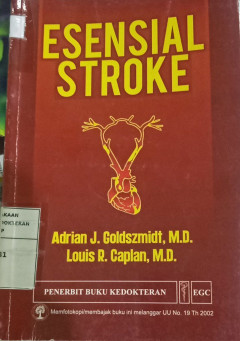 ESENSIAL
STROKE
Adrian J. Goldszmidt, M.D.
Louis R. Caplan, M.D.
PENERBIT BUKU KEDOKTERAN
EGC
Memfotokopi/membajak buku ini melanggar UU No. 19 Th 2002